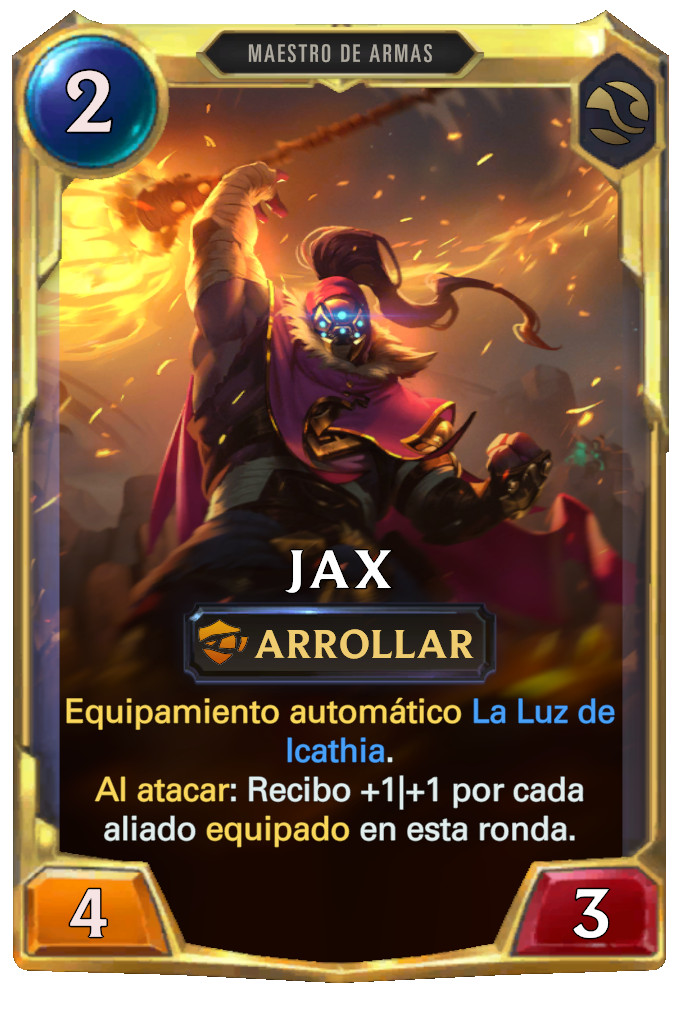 MAESTRO DE ARMAS
2
JAX
ARROLLAR
Equipamiento automático La Luz de
Icathia.
Al atacar: Recibo +1|+1 por cada
aliado equipado en esta ronda.
4
3